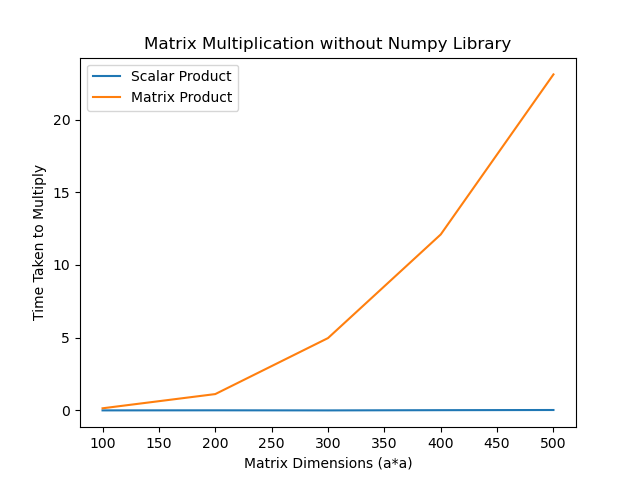 Matrix Multiplication without Numpy Library
Scalar Product
Matrix Product
Time Taken to Multiply
20
15
10
5
0
100 150 200 250 300 350 400 450 500
Matrix Dimensions (a*a)